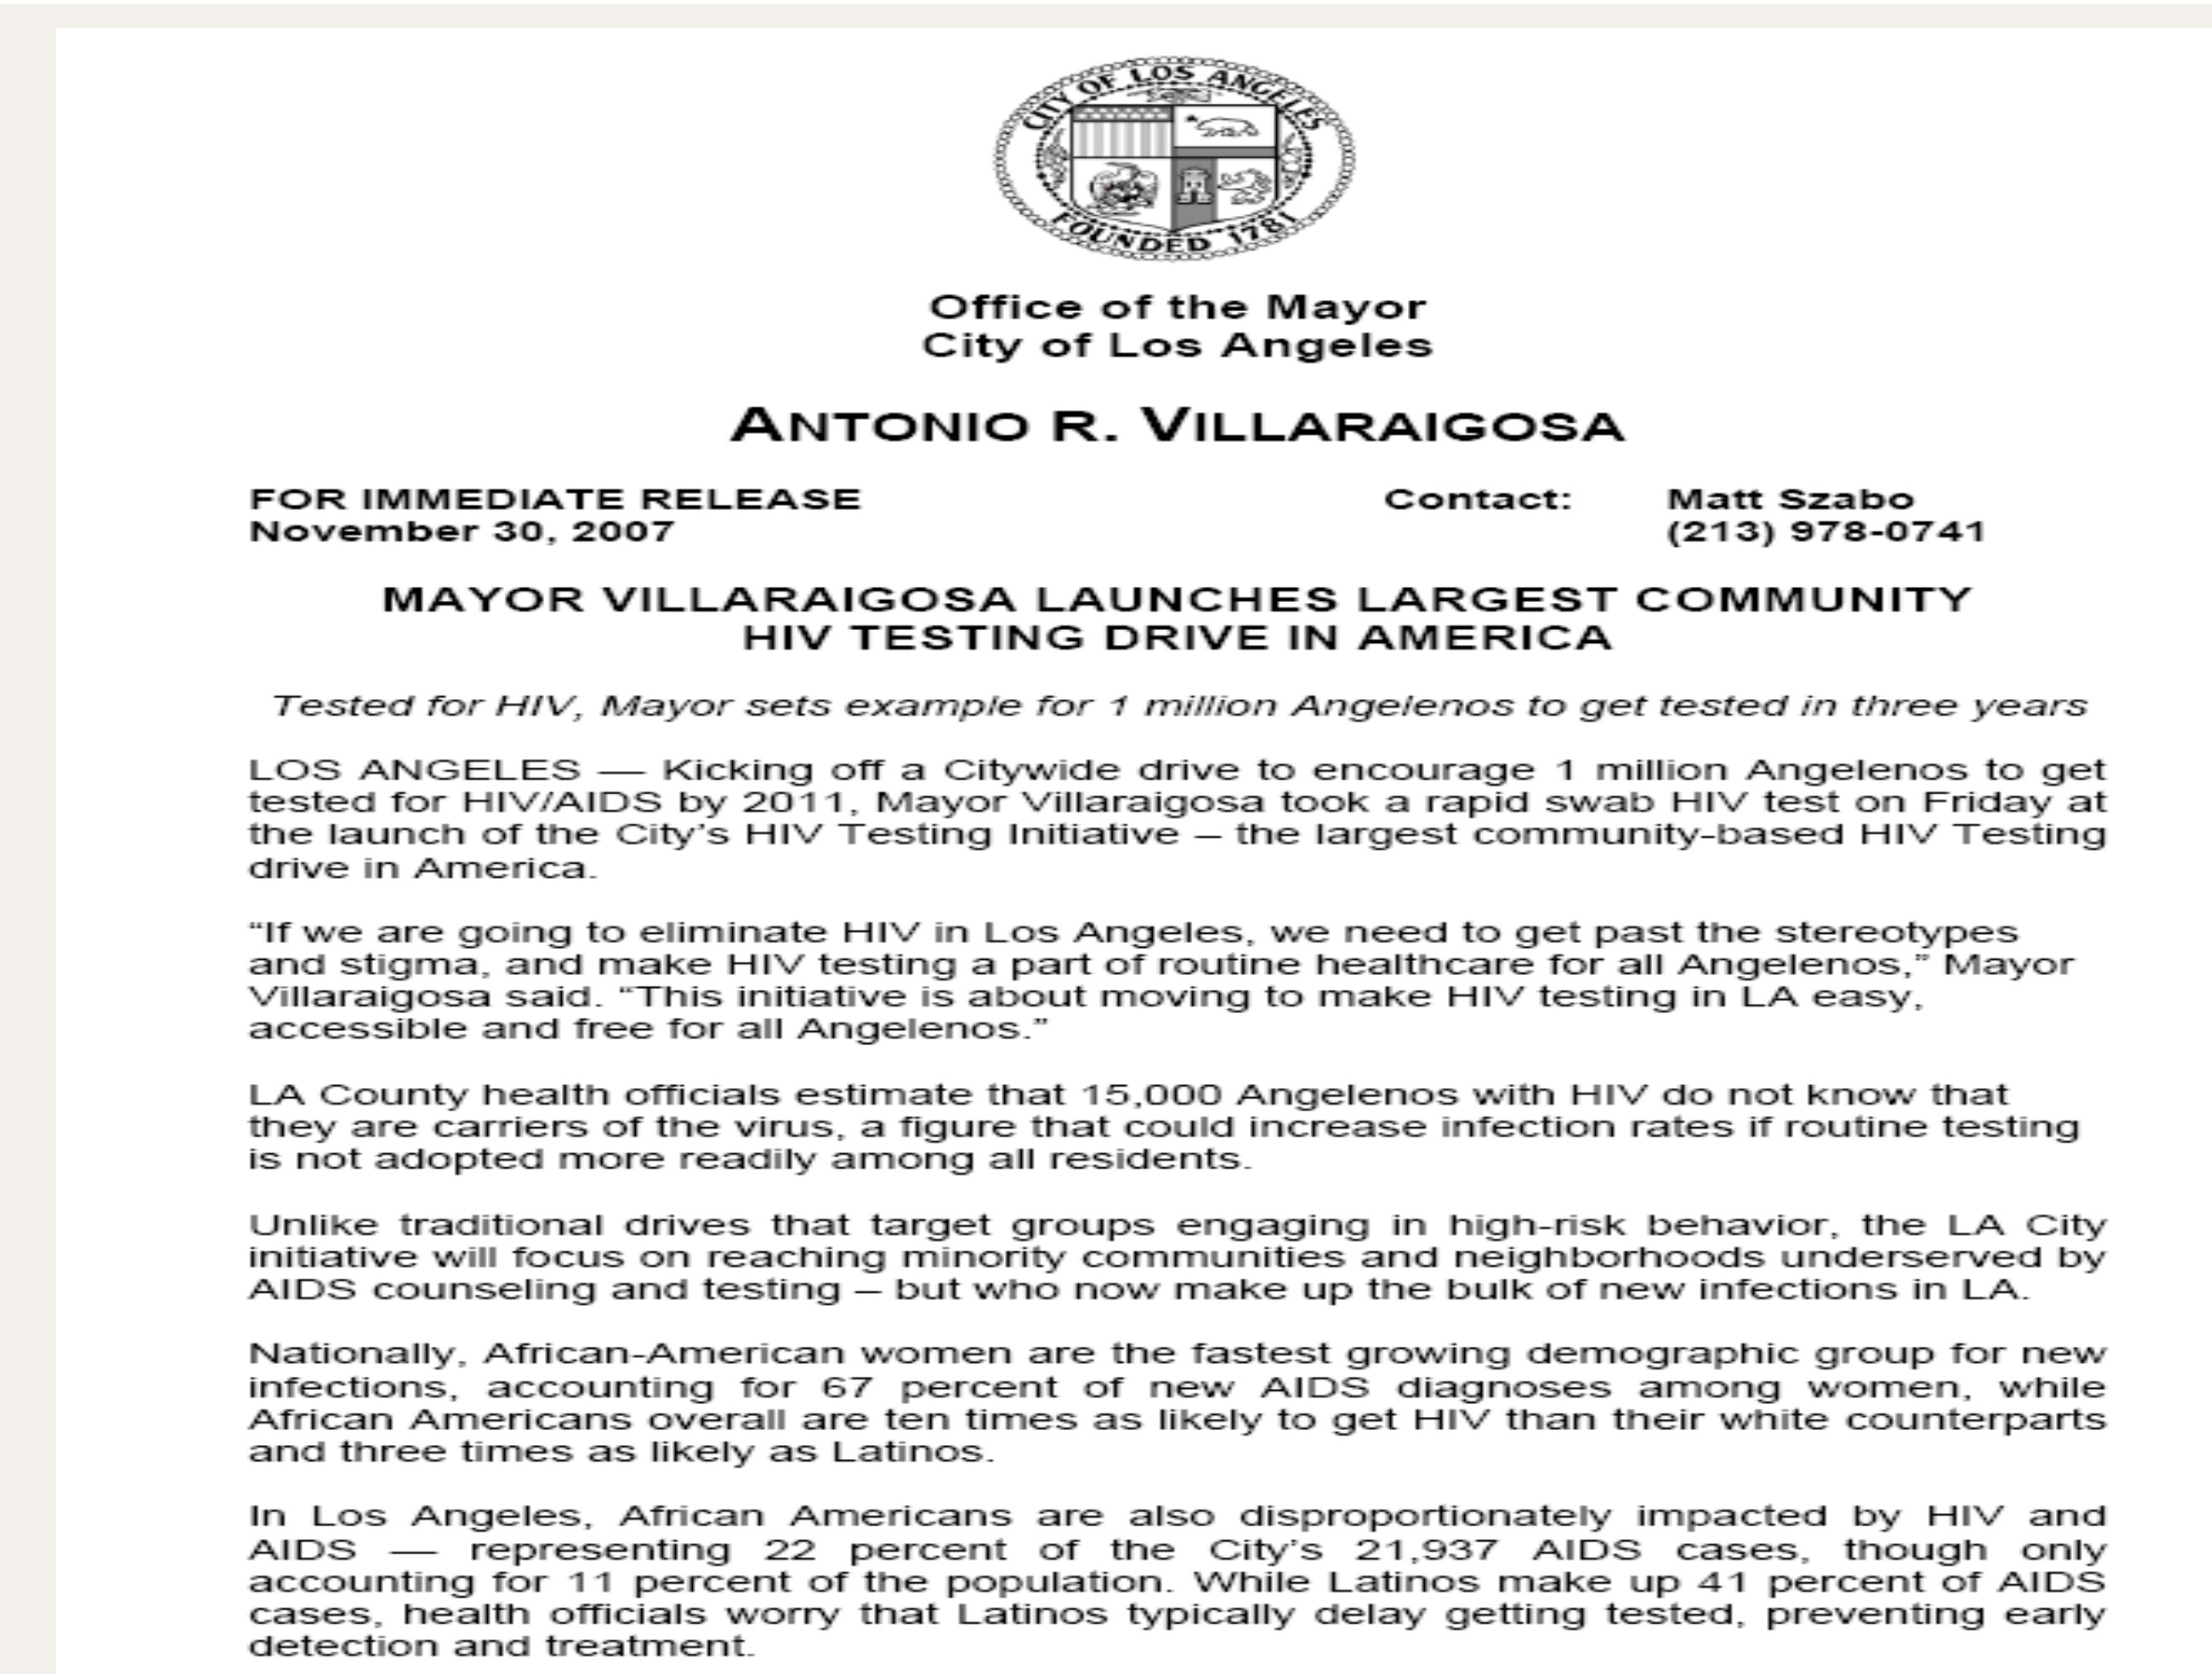 CITY OF LOS ANGELES
FOUNDED 1781
Office of the Mayor
City of Los Angeles
ANTONIO R. VILLARAIGOSA
FOR IMMEDIATE RELEASE Contact: Matt Szabo
November 30, 2007 (213) 978-0741
MAYOR VILLARAIGOSA LAUNCHES LARGEST COMMUNITY
HIV TESTING DRIVE IN AMERICA
Tested for HIV, Mayor sets example for 1 million Angelenos to get tested in three years
LOS ANGELES — Kicking off a Citywide drive to encourage 1 million Angelenos to get
tested for HIV/AIDS by 2011, Mayor Villaraigosa took a rapid swab HIV test on Friday at
the launch of the City’s HIV Testing Initiative – the largest community-based HIV Testing
drive in America.
“If we are going to eliminate HIV in Los Angeles, we need to get past the stereotypes
and stigma, and make HIV testing a part of routine healthcare for all Angelenos,” Mayor
Villaraigosa said. “This initiative is about moving to make HIV testing in LA easy,
accessible and free for all Angelenos.”
LA County health officials estimate that 15,000 Angelenos with HIV do not know that
they are carriers of the virus, a figure that could increase infection rates if routine testing
is not adopted more readily among all residents.
Unlike traditional drives that target groups engaging in high-risk behavior, the LA City
initiative will focus on reaching minority communities and neighborhoods underserved by
AIDS counseling and testing – but who now make up the bulk of new infections in LA.
Nationally, African-American women are the fastest growing demographic group for new
infections, accounting for 67 percent of new AIDS diagnoses among women, while
African Americans overall are ten times as likely to get HIV than their white counterparts
and three times as likely as Latinos.
In Los Angeles, African Americans are also disproportionately impacted by HIV and
AIDS — representing 22 percent of the City’s 21,937 AIDS cases, though only
accounting for 11 percent of the population. While Latinos make up 41 percent of AIDS
cases, health officials worry that Latinos typically delay getting tested, preventing early
detection and treatment.